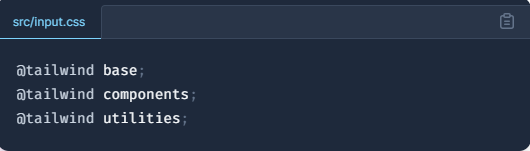 src/input.css
@tailwind base;
@tailwind components;
@tailwind utilities;